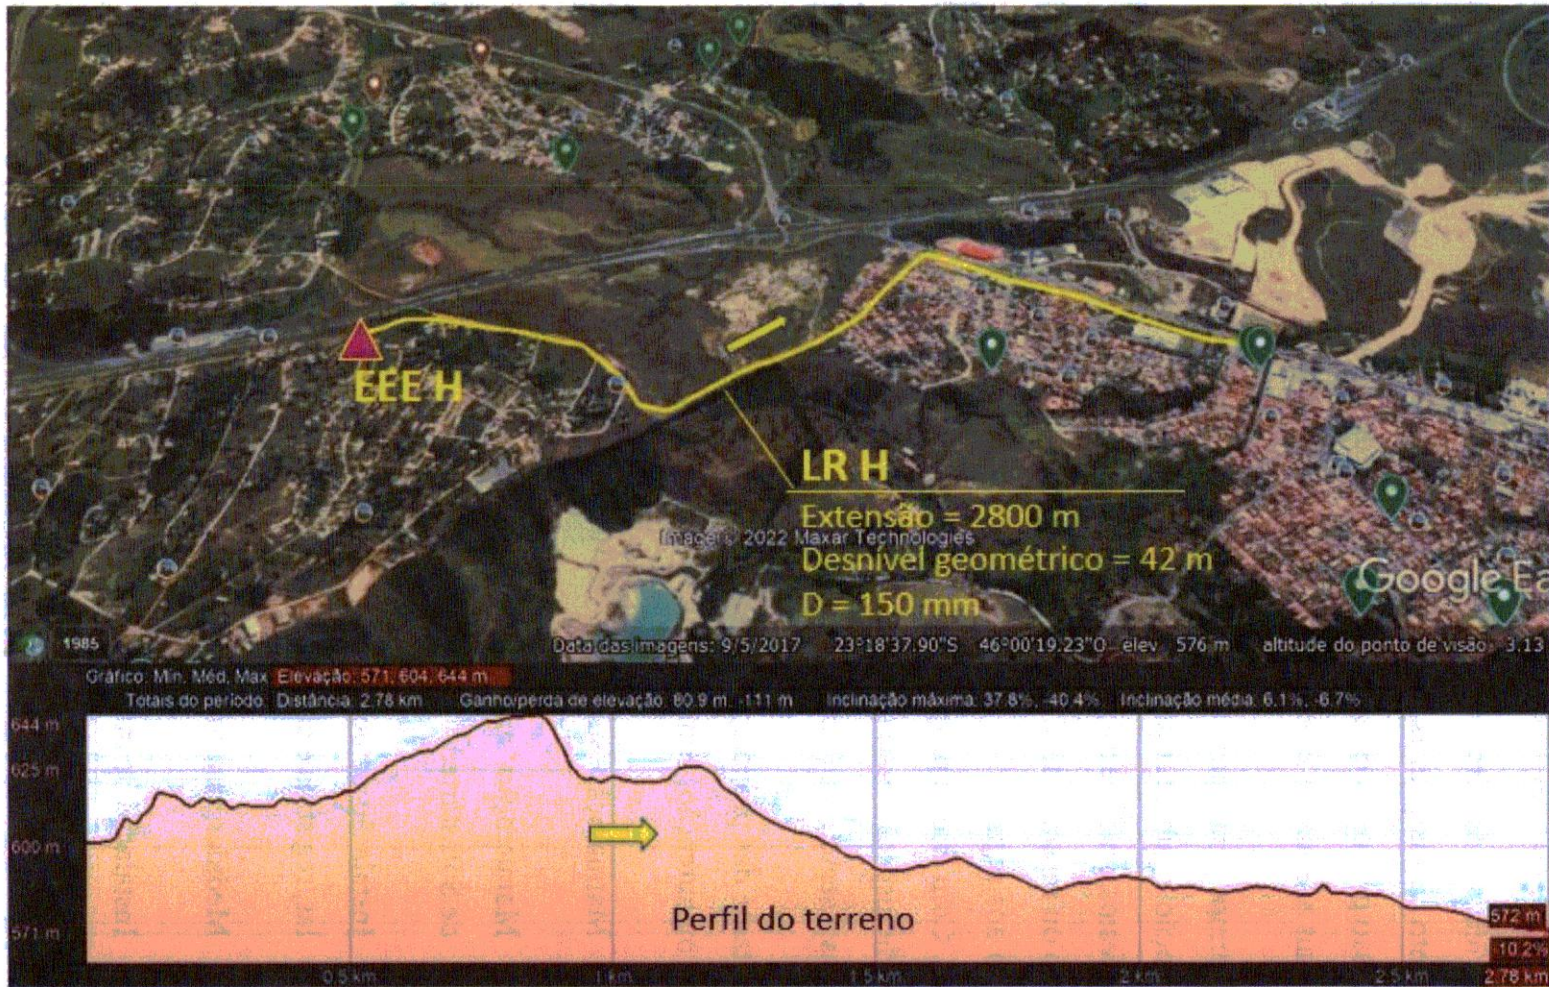 EEE H
LR H
Extensão = 2800 m
Image © 2022 Maxar Technologies
Desnível geométrico = 42 m
D = 150 mm
Google Ea
1985
Data das imagens: 9/5/2017 23°18'37.90"S 46°00'19.23"O elev 576 m altitude do ponto de visão 3.13
Gráfico: Min, Méd, Max Elevação: 571, 604, 644 m
Totais do período: Distância: 2.78 km Ganho/perda de elevação: 80.9 m, -111 m Inclinação máxima: 37.8%, -40.4% Inclinação média: 6.1%, -6.7%
644 m
625 m
600 m
Perfil do terreno
571 m
572 m
-10.2%
0.5 km
1 km
1.5 km
2 km
2.5 km
2.78 km